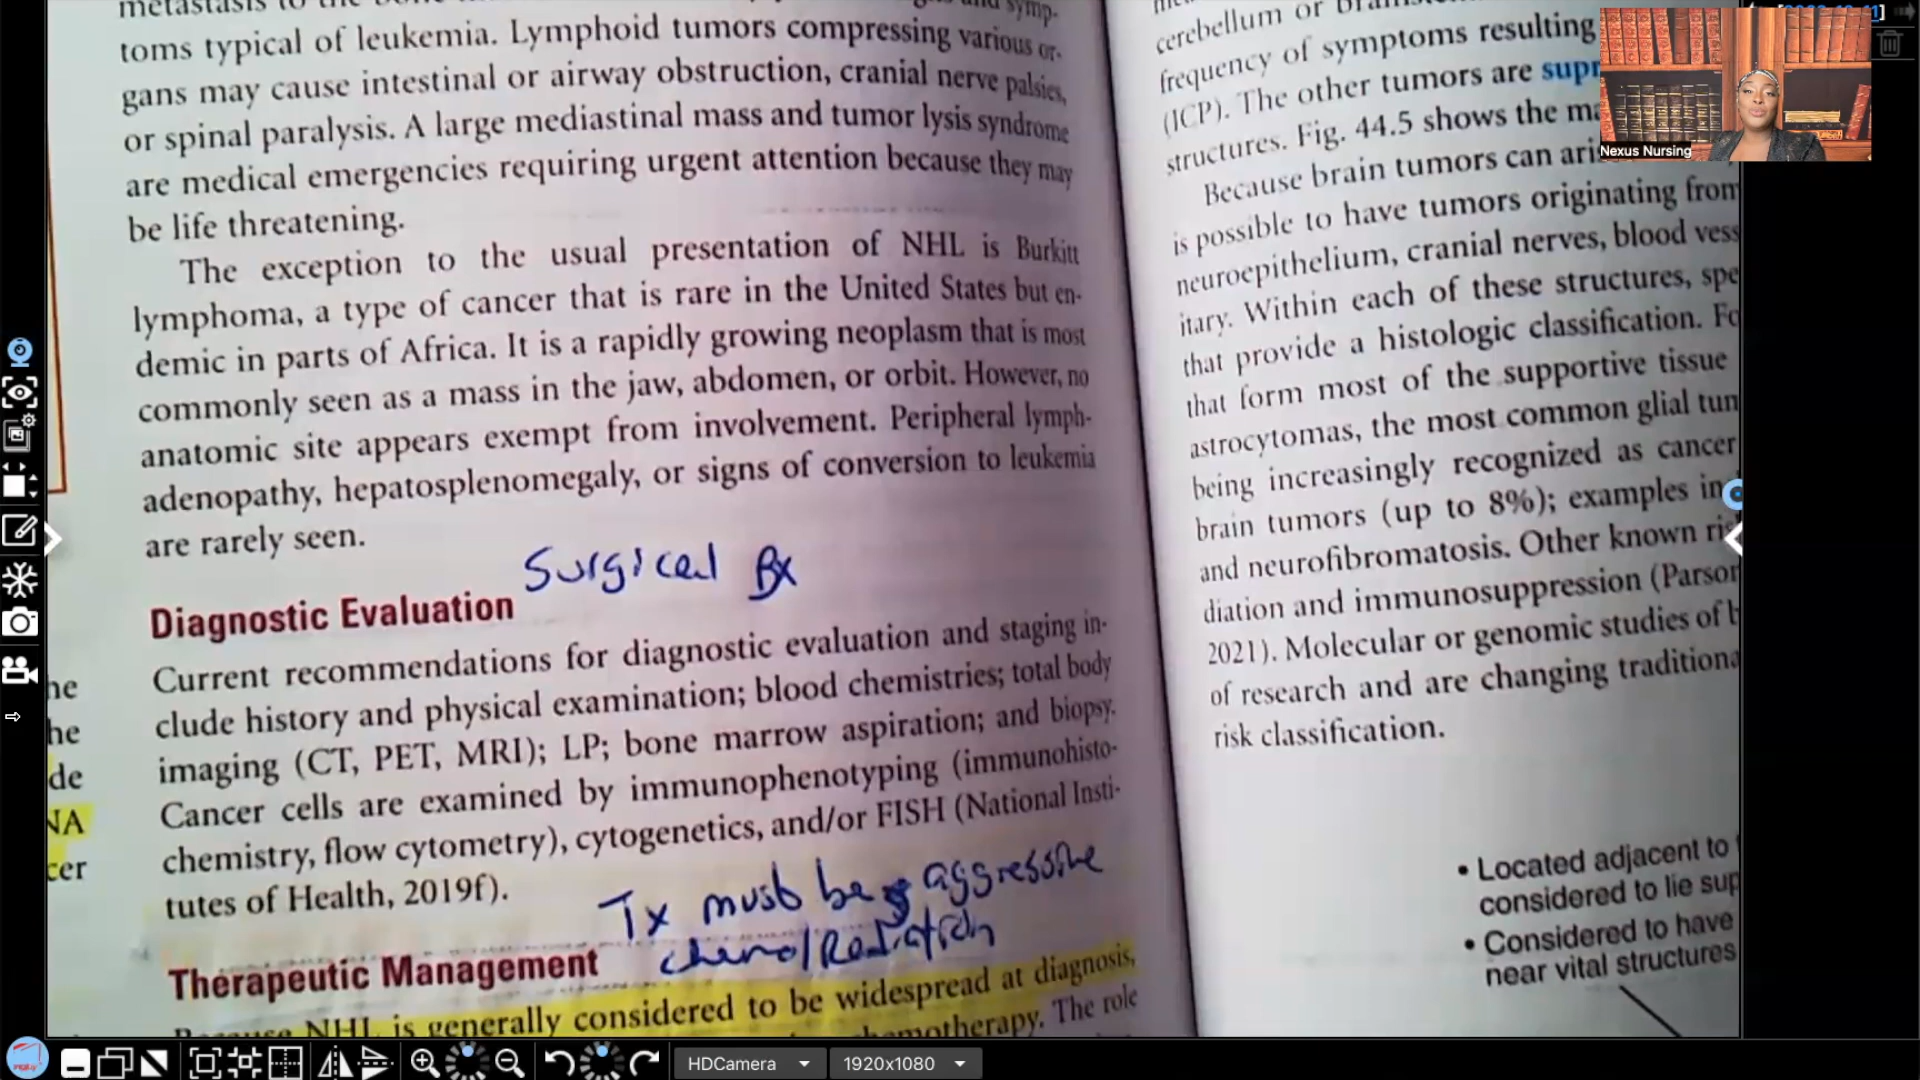 toms typical of leukemia. Lymphoid tumors compressing various or-
gans may cause intestinal or airway obstruction, cranial nerve palsies,
or spinal paralysis. A large mediastinal mass and tumor lysis syndrome
are medical emergencies requiring urgent attention because they may
be life threatening.
The exception to the usual presentation of NHL is Burkitt
lymphoma, a type of cancer that is rare in the United States but en-
demic in parts of Africa. It is a rapidly growing neoplasm that is most
commonly seen as a mass in the jaw, abdomen, or orbit. However, no
anatomic site appears exempt from involvement. Peripheral lymph-
adenopathy, hepatosplenomegaly, or signs of conversion to leukemia
are rarely seen.
Surgical Bx
Diagnostic Evaluation
Current recommendations for diagnostic evaluation and staging in-
clude history and physical examination; blood chemistries; total body
imaging (CT, PET, MRI); LP; bone marrow aspiration; and biopsy.
Cancer cells are examined by immunophenotyping (immunohisto-
chemistry, flow cytometry), cytogenetics, and/or FISH (National Insti-
tutes of Health, 2019f).
Tx must be aggressive
chemo/Radiation
Therapeutic Management
NHL is generally considered to be widespread at diagnosis,
The role
cerebellum or
frequency of symptoms resulting
(ICP). The other tumors are
structures. Fig. 44.5 shows the
Because brain tumors can
is possible to have tumors originating from
neuroepithelium, cranial nerves, blood
itary. Within each of these structures,
that provide a histologic classification.
that form most of the supportive tissue
astrocytomas, the most common glial
being increasingly recognized as cancer
brain tumors (up to 8%); examples
and neurofibromatosis. Other known
diation and immunosuppression
2021). Molecular or genomic studies of
of research and are changing
risk classification.
• Located adjacent to
considered to lie
• Considered to have
near vital structures
Nexus Nursing
HDCamera
1920x1080